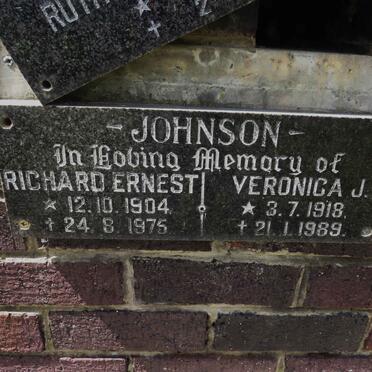 RUTH
- JOHNSON -
In Loving Memory of
RICHARD ERNEST
★ 12.10.1904
✝ 24.8.1975
VERONICA J.
★ 3.7.1918.
✝ 21.1.1989.